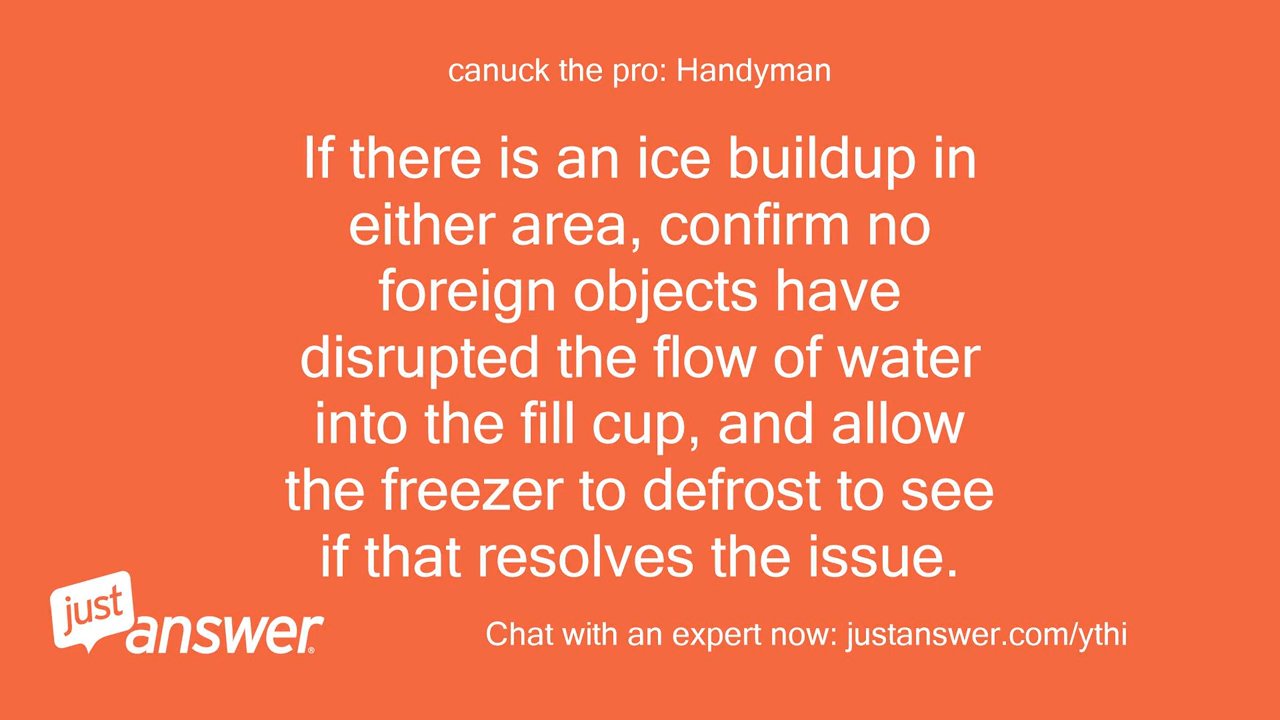 canuck the pro: Handyman
If there is an ice buildup in
either area, confirm no
foreign objects have
disrupted the flow of water
into the fill cup, and allow
the freezer to defrost to see
if that resolves the issue.
just
answer®
Chat with an expert now: justanswer.com/ythi